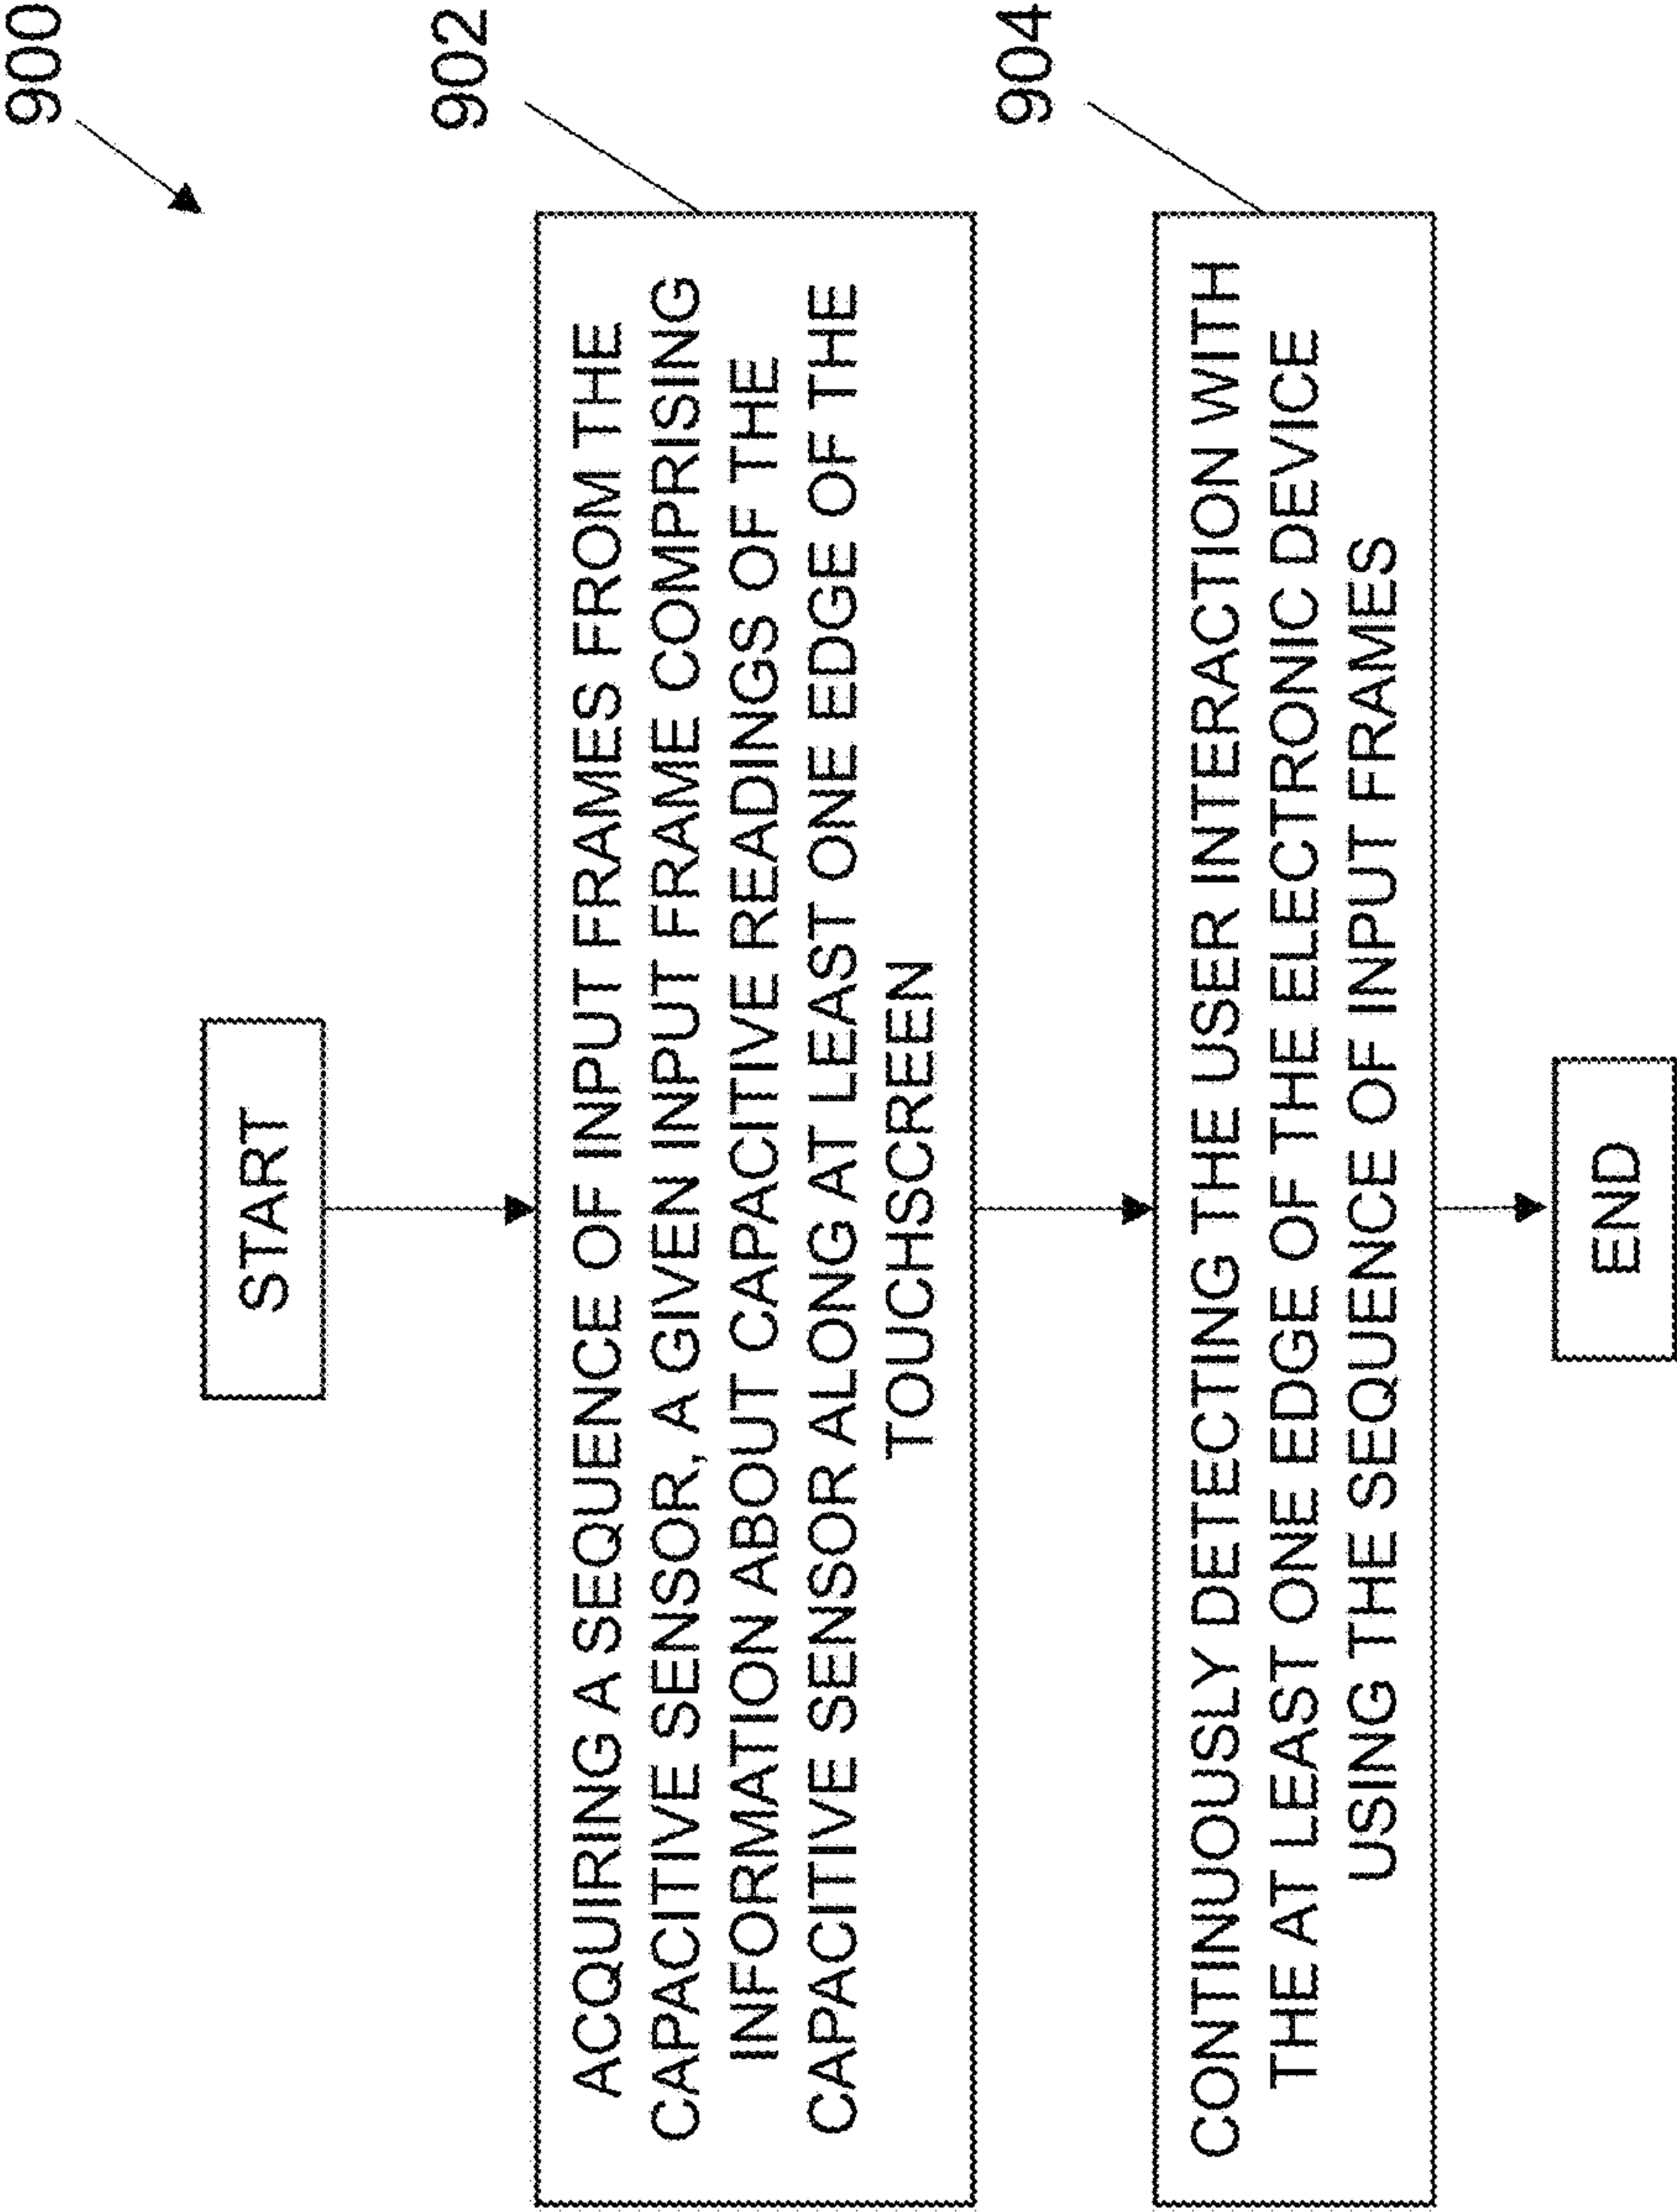 900
START
902
ACQUIRING A SEQUENCE OF INPUT FRAMES FROM THE
CAPACITIVE SENSOR, A GIVEN INPUT FRAME COMPRISING
INFORMATION ABOUT CAPACITIVE READINGS OF THE
CAPACITIVE SENSOR ALONG AT LEAST ONE EDGE OF THE
TOUCHSCREEN
904
CONTINUOUSLY DETECTING THE USER INTERACTION WITH
THE AT LEAST ONE EDGE OF THE ELECTRONIC DEVICE
USING THE SEQUENCE OF INPUT FRAMES
END